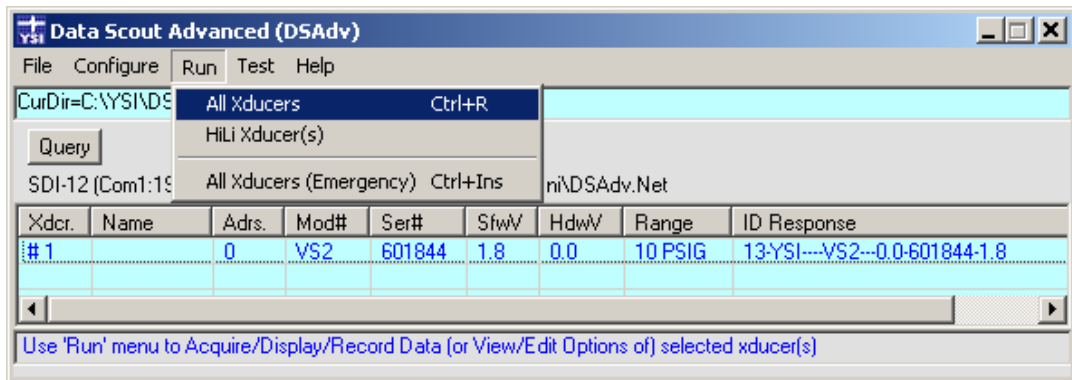 YSI Data Scout Advanced (DSAdv)
File Configure Run Test Help
CurDir=C:\YSI\DS
All Xducers Ctrl+R
HiLi Xducer(s)
All Xducers (Emergency) Ctrl+Ins
Query
SDI-12 (Com1:1S ni\DSAdv.Net
Xdcr. Name Adrs. Mod# Ser# SfwV HdwV Range ID Response
# 1 0 VS2 601844 1.8 0.0 10 PSIG 13-YSI----VS2---0.0-601844-1.8
Use 'Run' menu to Acquire/Display/Record Data (or View/Edit Options of) selected xducer(s)